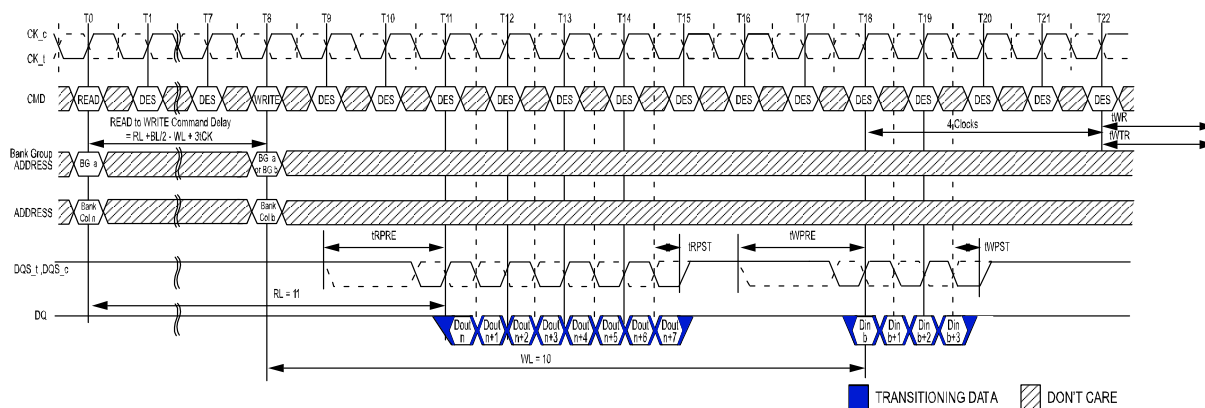 T0 T1 T7 T8 T9 T10 T11 T12 T13 T14 T15 T16 T17 T18 T19 T20 T21 T22
CK_c
CK_t
CMD READ DES DES WRITE DES DES DES DES DES DES DES DES DES DES DES DES DES DES
READ to WRITE Command Delay
= RL +BL/2 - WL + 3tCK
4 Clocks
tWR
tWTR
Bank Group
ADDRESS
BG a
BG a
or BG b
ADDRESS
Bank
Col n
Bank
Col b
tRPRE tRPST tWPRE tWPST
DQS_t ,DQS_c
RL = 11
DQ
Dout
n
Dout
n+1
Dout
n+2
Dout
n+3
Dout
n+4
Dout
n+5
Dout
n+6
Dout
n+7
Din
b
Din
b+1
Din
b+2
Din
b+3
WL = 10
TRANSITIONING DATA DON'T CARE